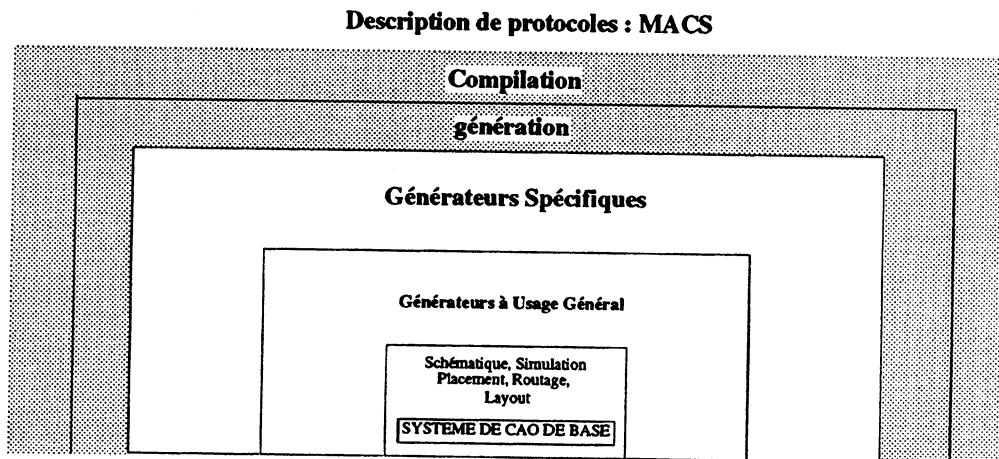 Description de protocoles : MACS
Compilation
génération
Générateurs Spécifiques
Générateurs à Usage Général
Schématique, Simulation
Placement, Routage,
Layout
SYSTEME DE CAO DE BASE